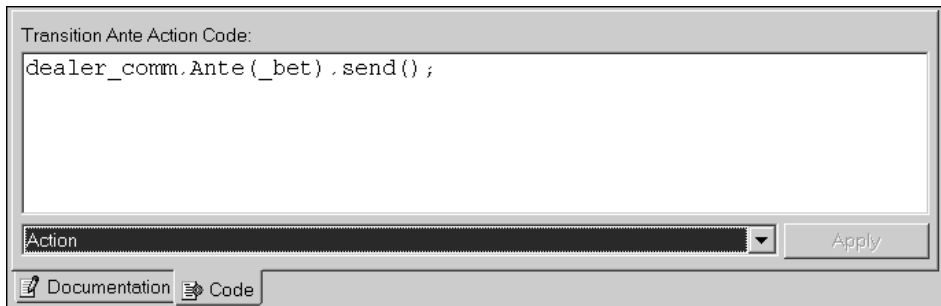 Transition Ante Action Code:
dealer_comm.Ante(_bet).send();
Action
Apply
Documentation
Code